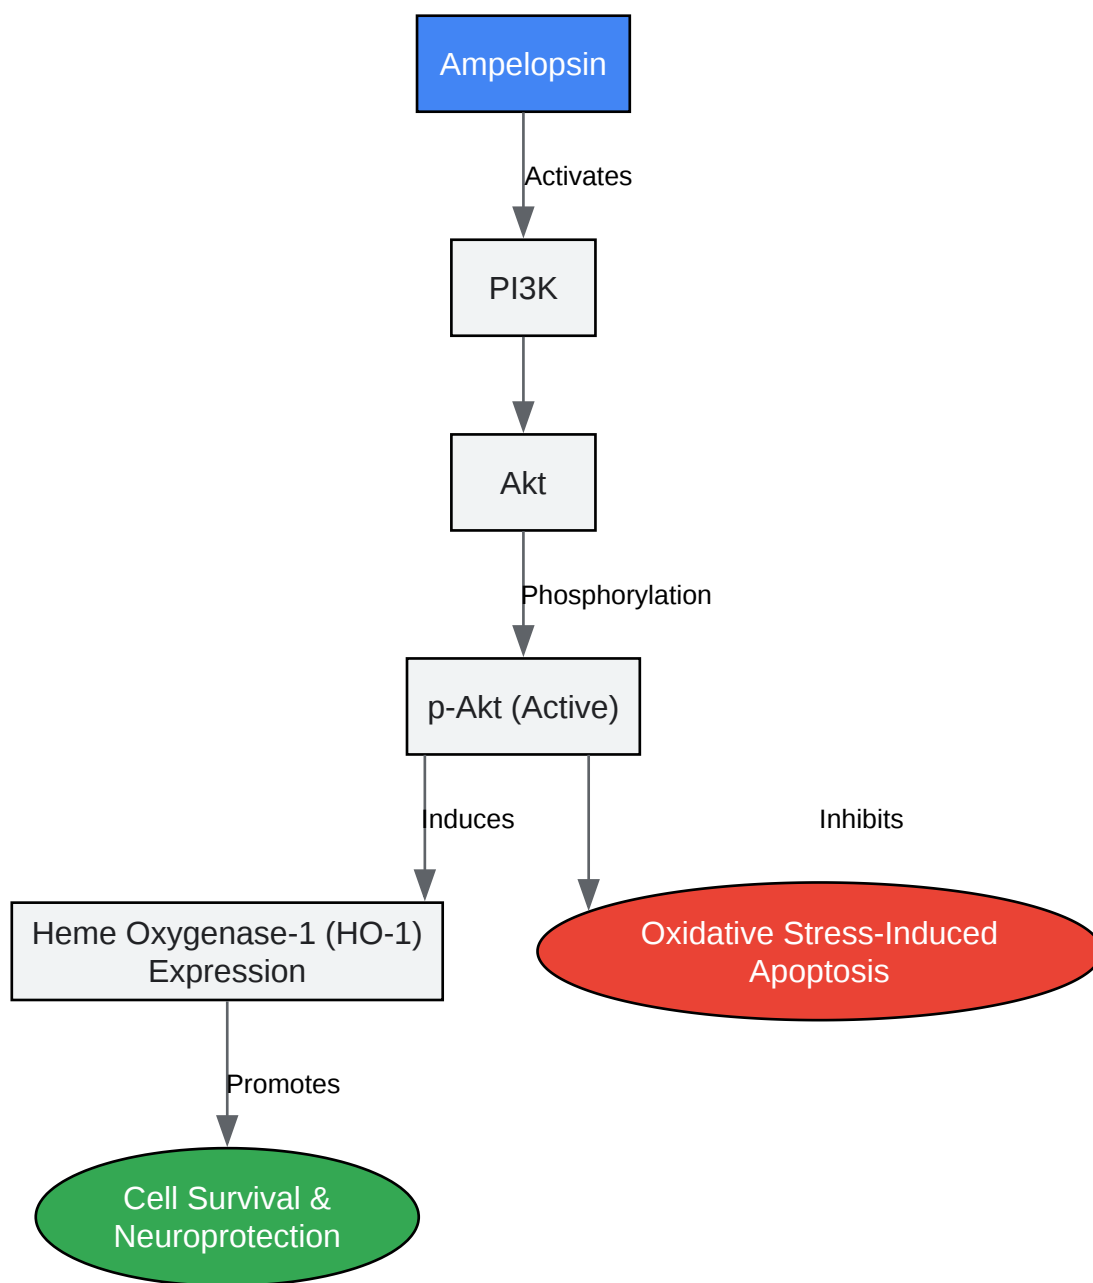 Ampelopsin
Activates
PI3K
Akt
Phosphorylation
p-Akt (Active)
Induces
Inhibits
Heme Oxygenase-1 (HO-1)
Expression
Oxidative Stress-Induced
Apoptosis
Promotes
Cell Survival &
Neuroprotection